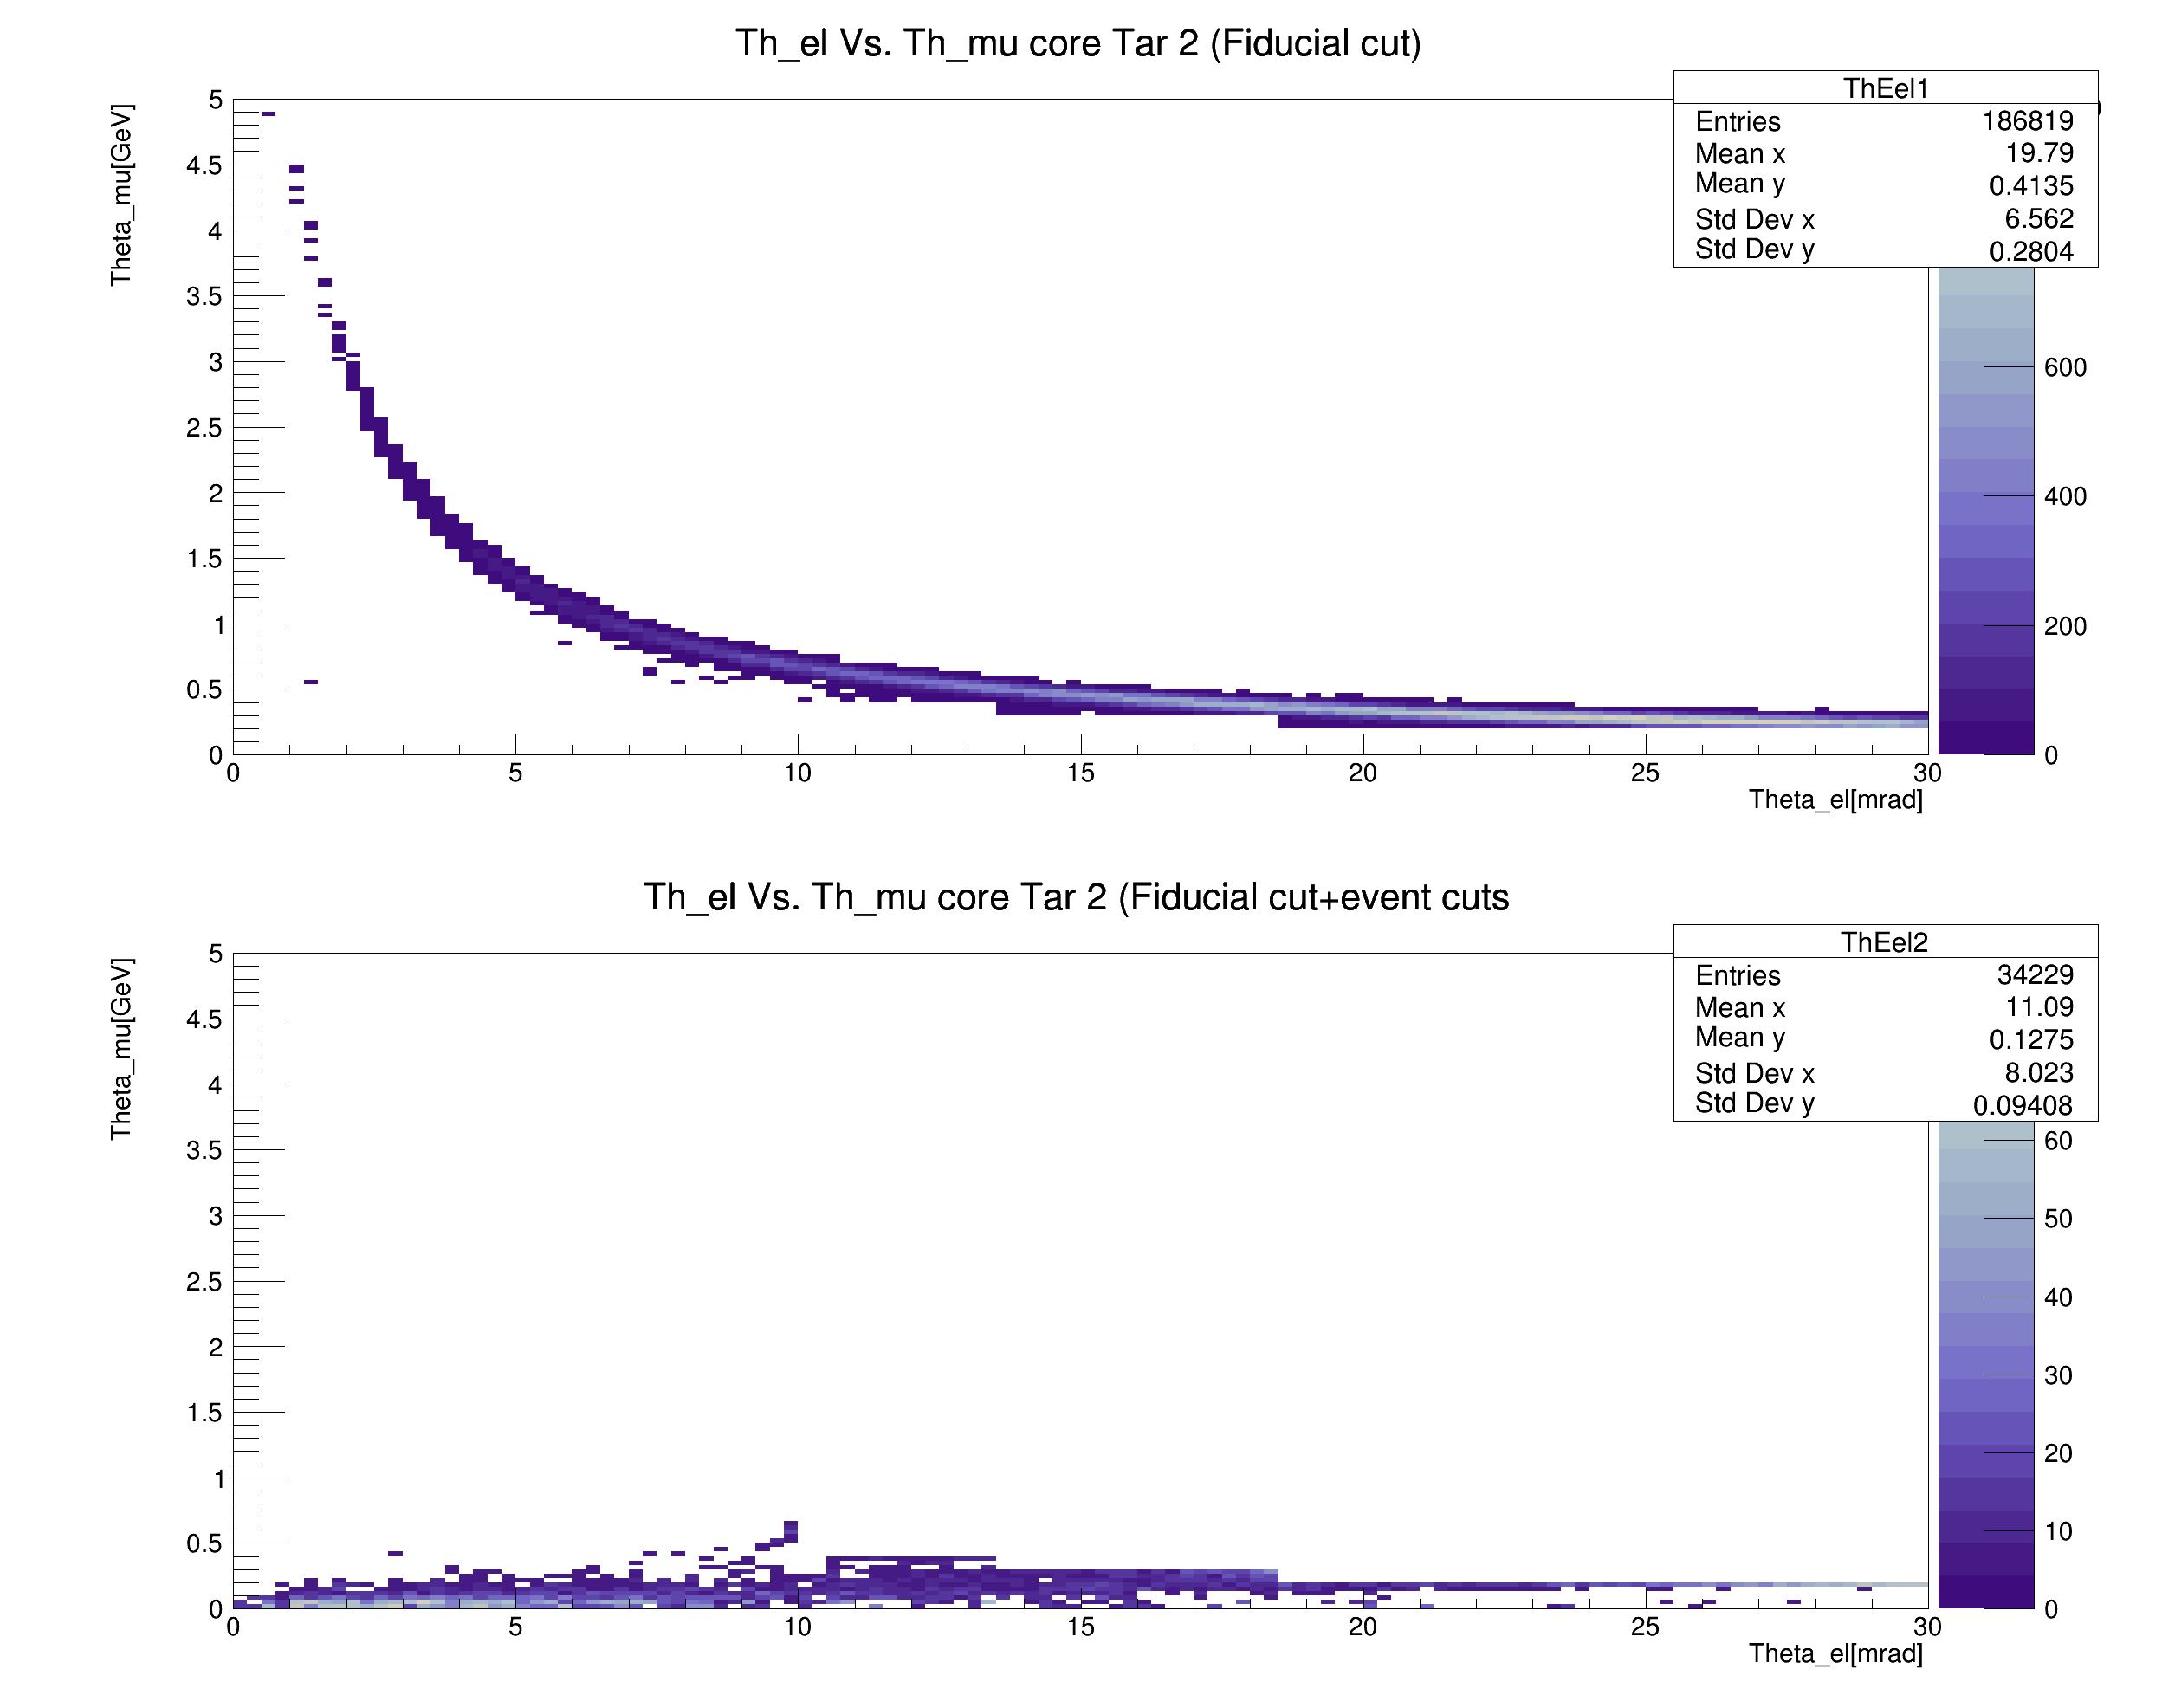 Th_el Vs. Th_mu core Tar 2 (Fiducial cut)
ThEel1
Entries 186819
Mean x 19.79
Mean y 0.4135
Std Dev x 6.562
Std Dev y 0.2804
Theta_mu[GeV]
5
4.5
4
3.5
3
2.5
2
1.5
1
0.5
0
0 5 10 15 20 25 30
Theta_el[mrad]
600
400
200
0
Th_el Vs. Th_mu core Tar 2 (Fiducial cut+event cuts
ThEel2
Entries 34229
Mean x 11.09
Mean y 0.1275
Std Dev x 8.023
Std Dev y 0.09408
Theta_mu[GeV]
5
4.5
4
3.5
3
2.5
2
1.5
1
0.5
0
0 5 10 15 20 25 30
Theta_el[mrad]
60
50
40
30
20
10
0